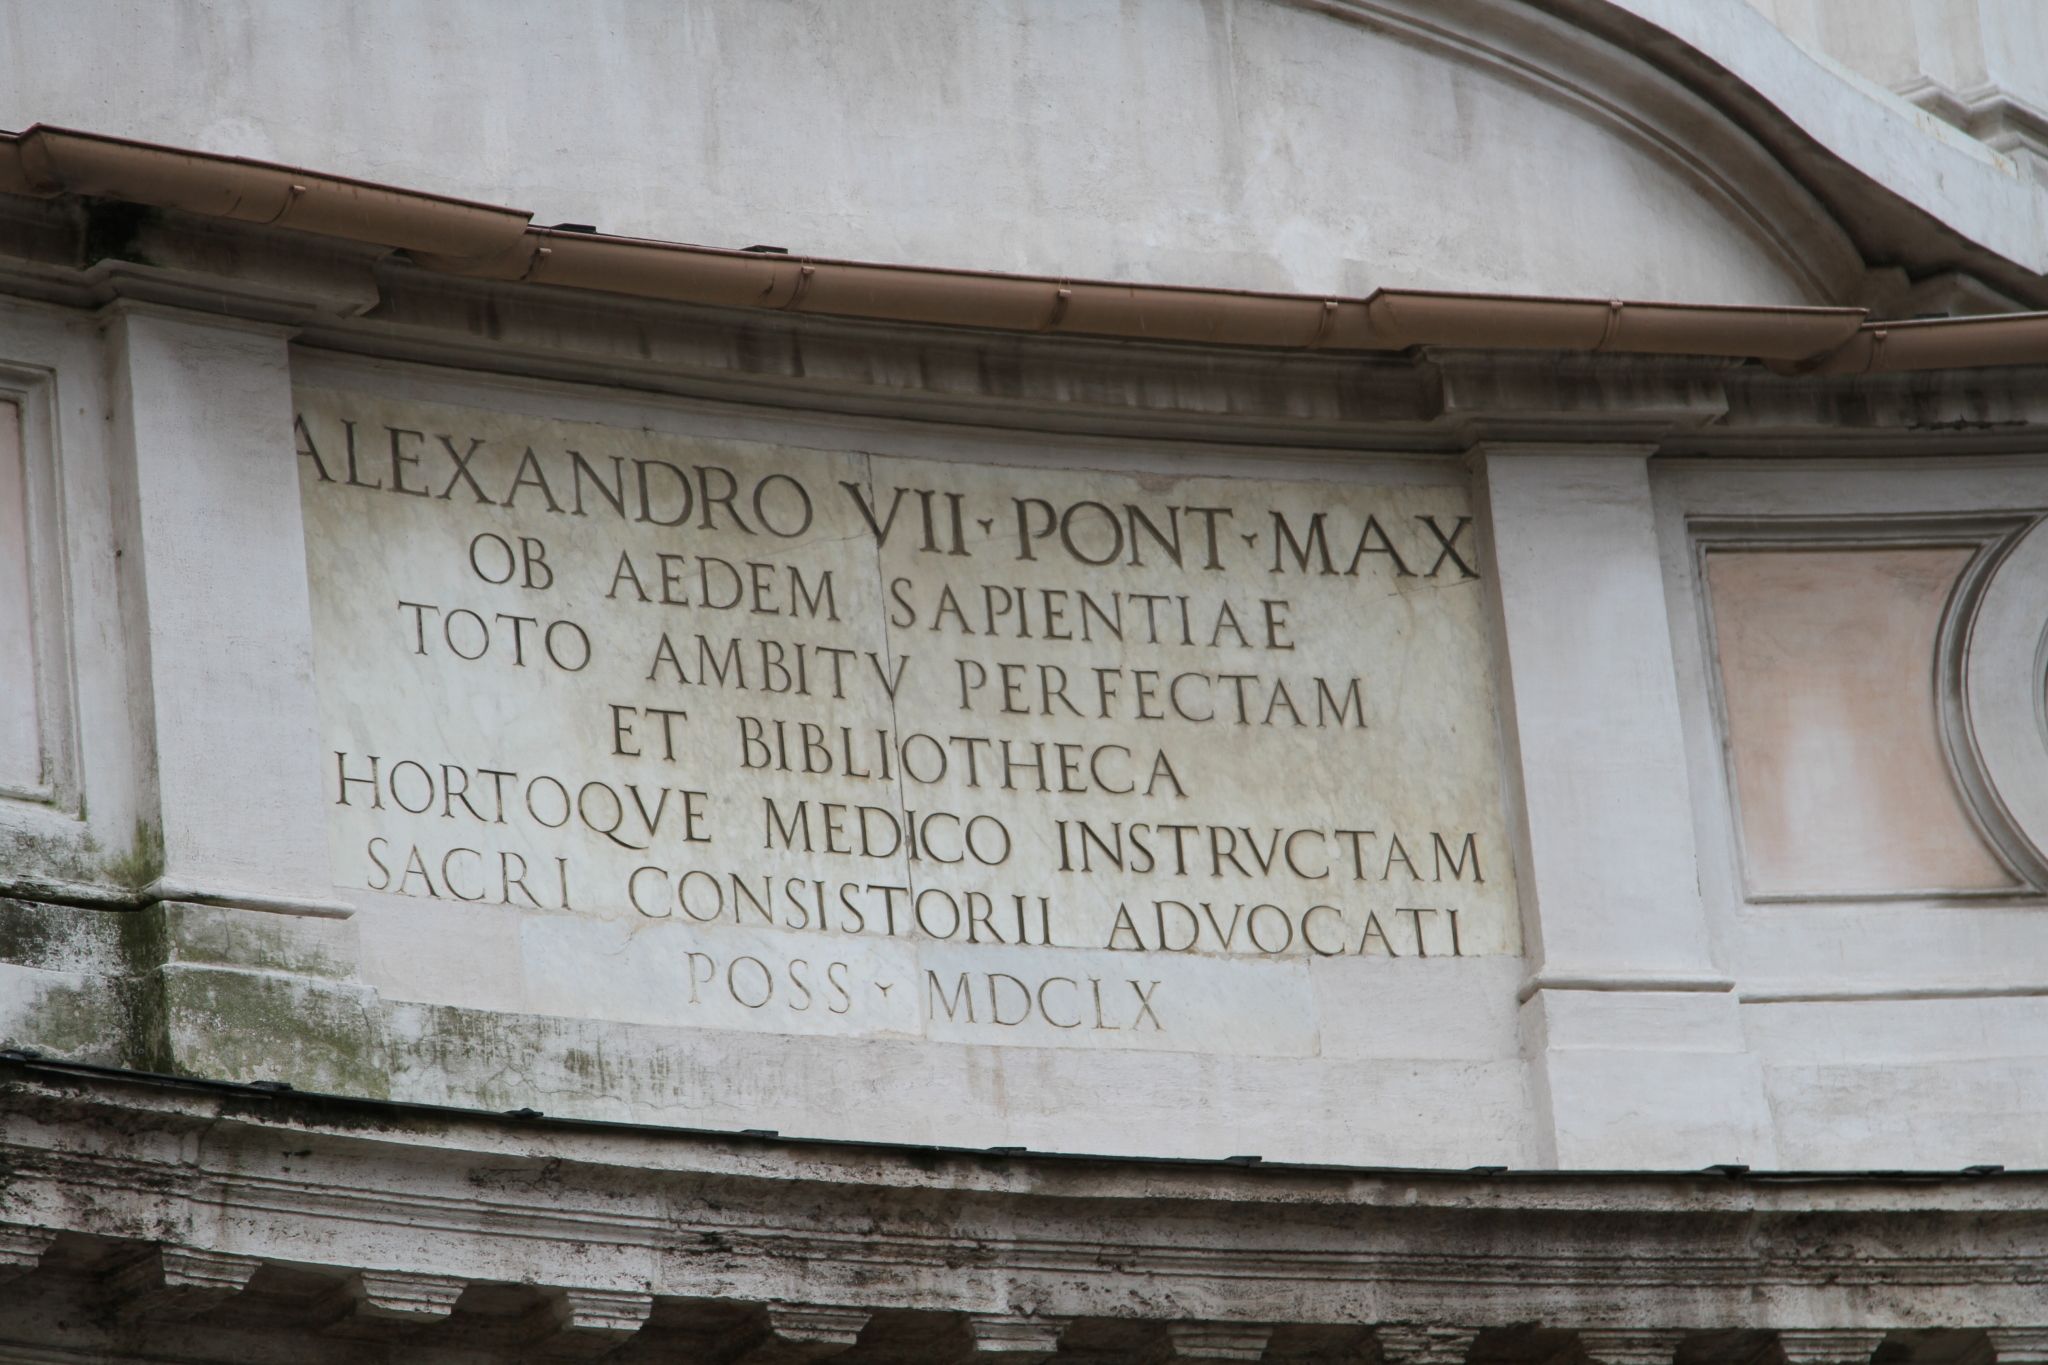 ALEXANDRO VII · PONT · MAX
OB AEDEM SAPIENTIAE
TOTO AMBITV PERFECTAM
ET BIBLIOTHECA
HORTOQVE MEDICO INSTRVCTAM
SACRI CONSISTORII ADVOCATI
POSS · MDCLX